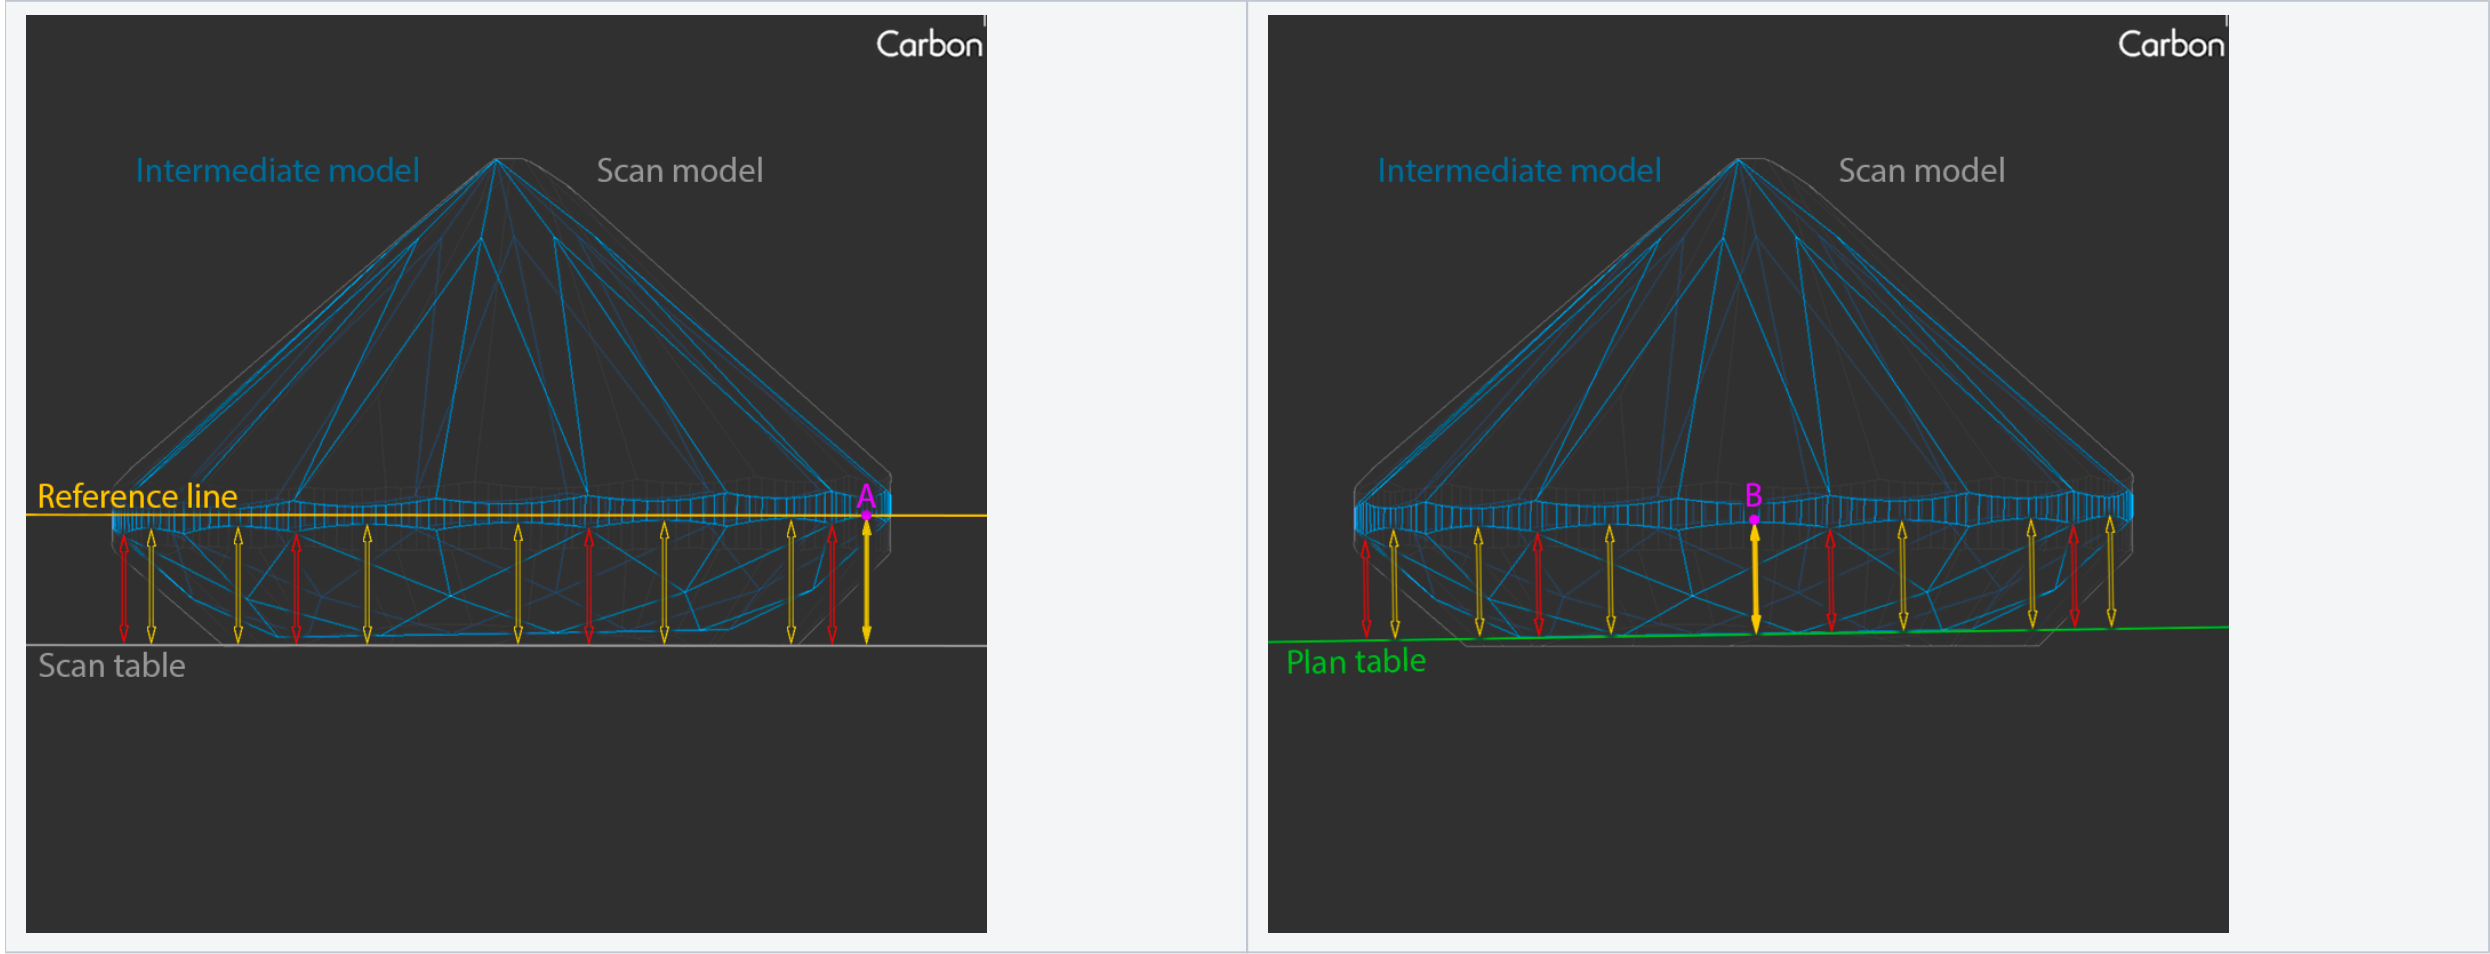 Carbon
Intermediate model
Scan model
Reference line
A
Scan table
Carbon
Intermediate model
Scan model
B
Plan table